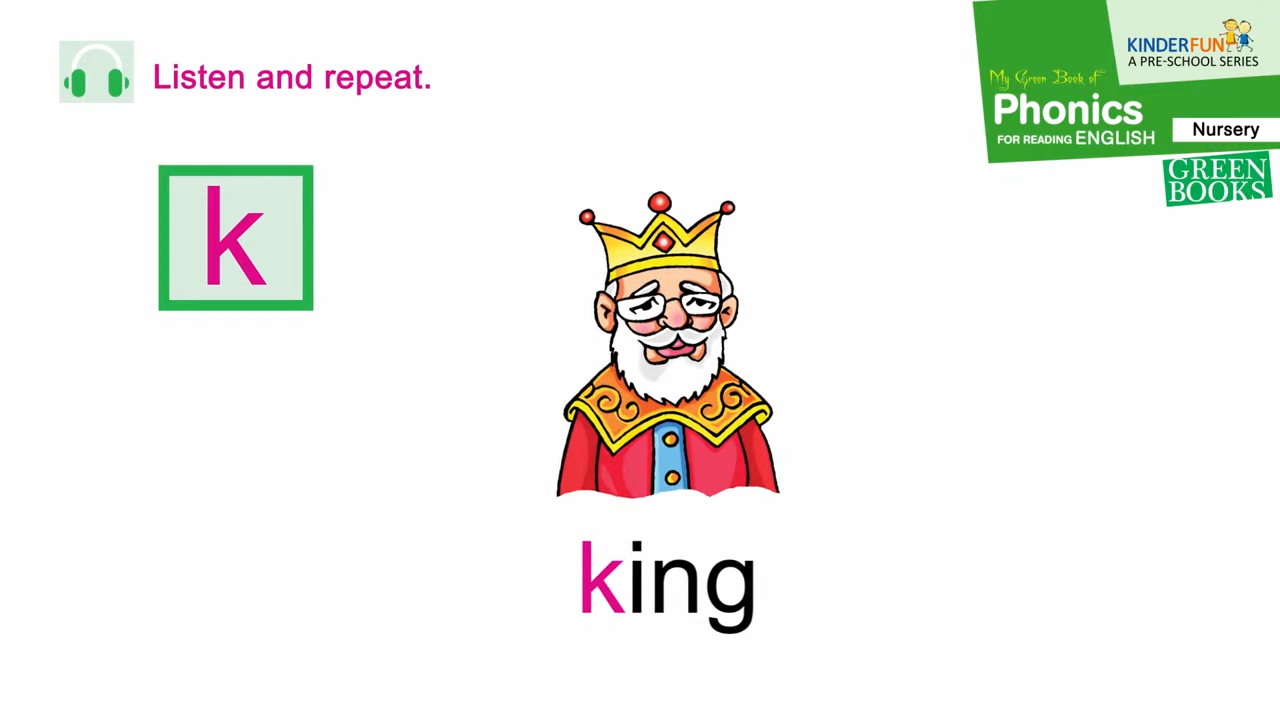 Listen and repeat.
KINDERFUN
A PRE-SCHOOL SERIES
My Green Book of
Phonics
FOR READING ENGLISH
Nursery
GREEN
BOOKS
k
king